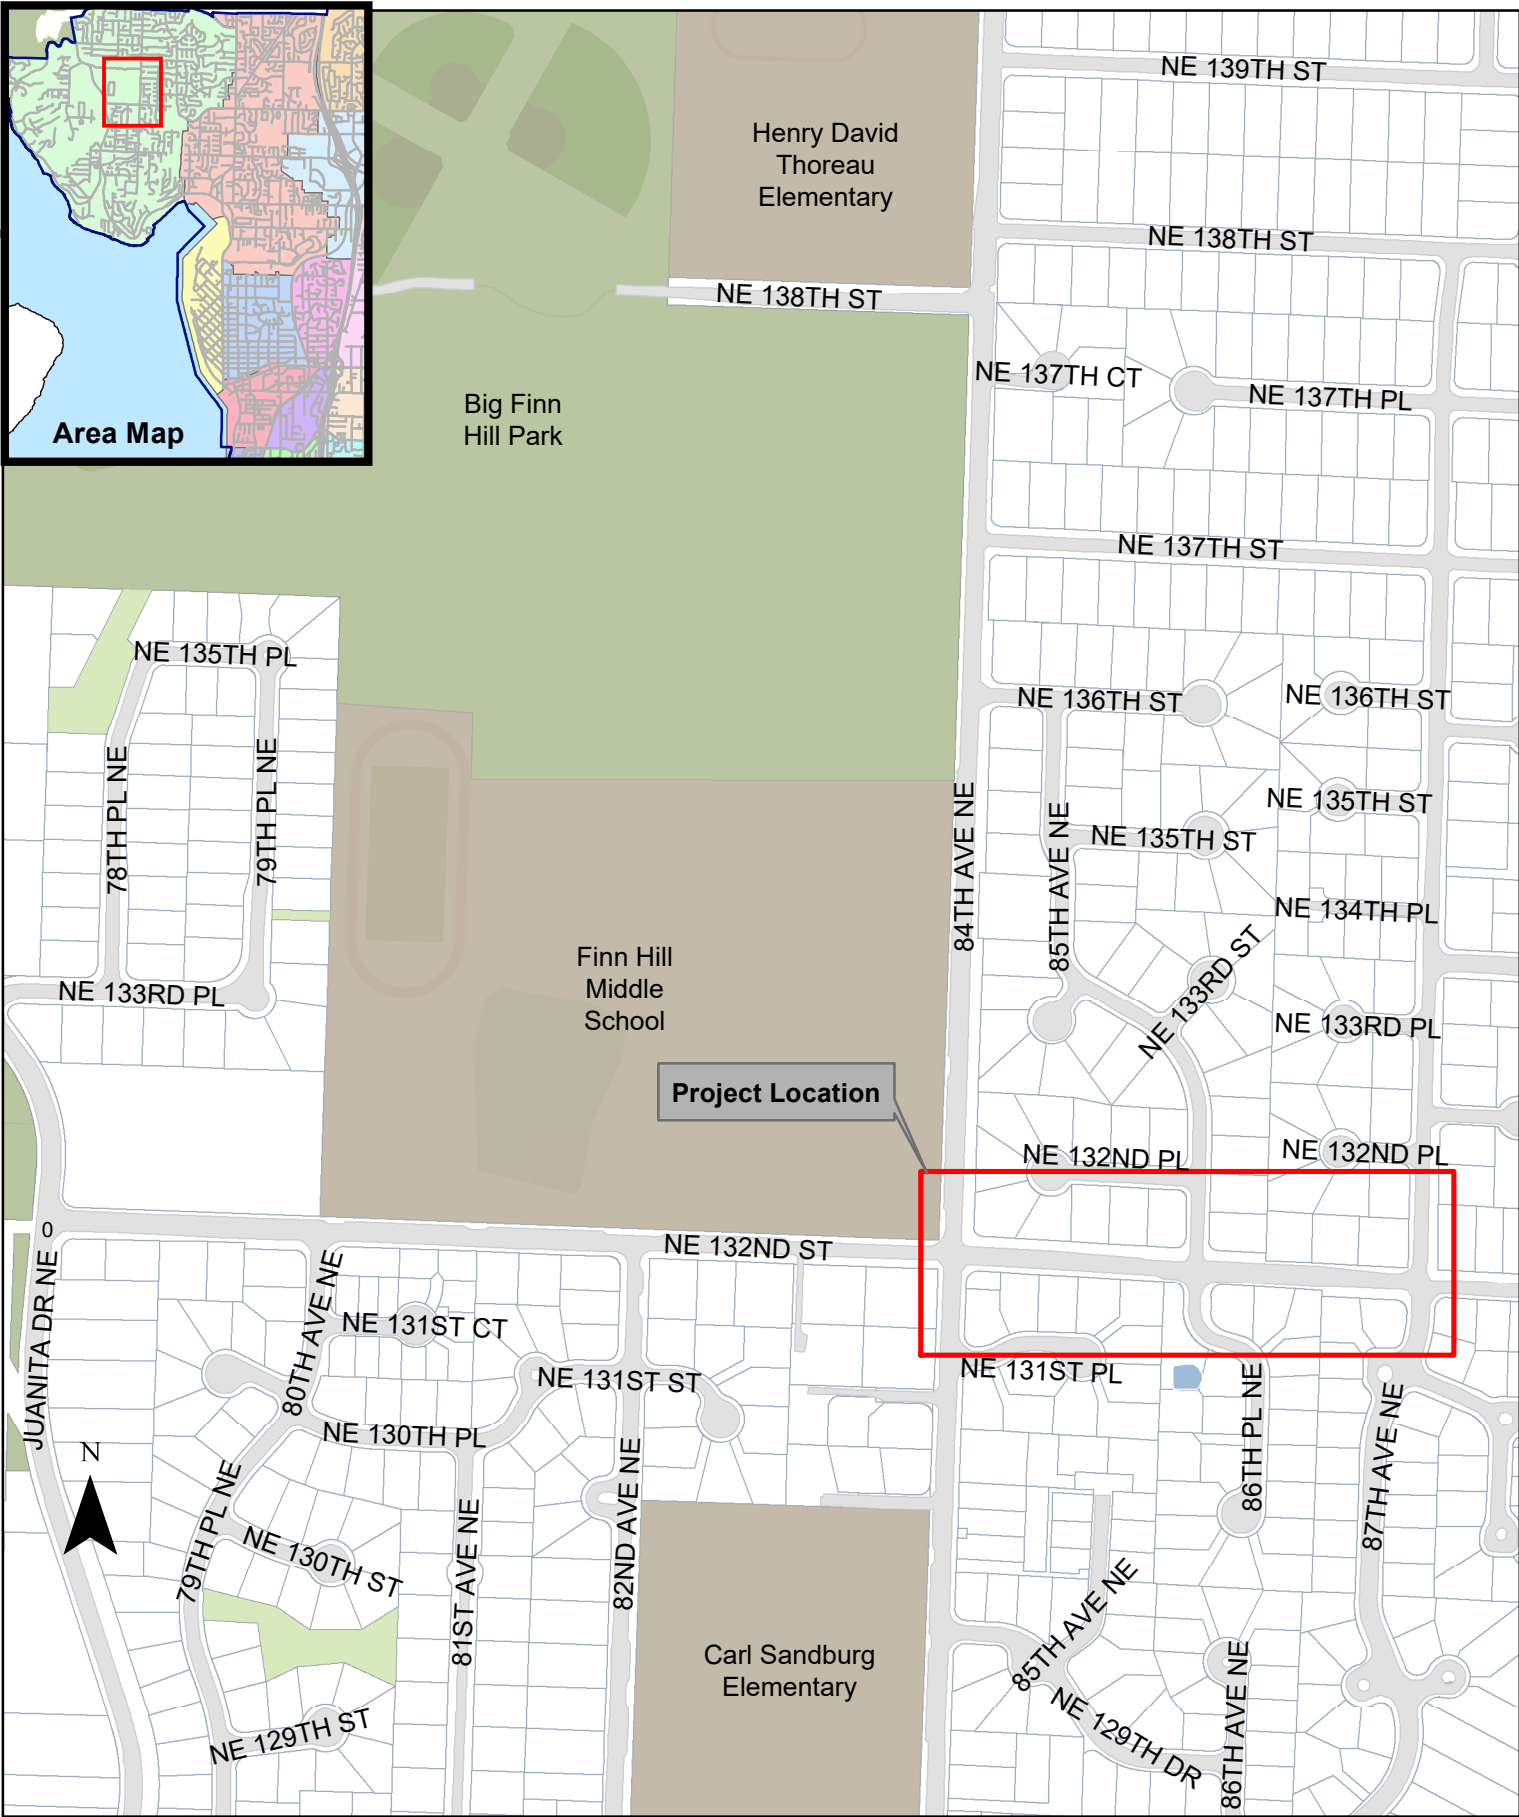 NE 139TH ST
Henry David
Thoreau
Elementary
NE 138TH ST
NE 138TH ST
NE 137TH CT
NE 137TH PL
Big Finn
Hill Park
Area Map
NE 137TH ST
NE 135TH PL
NE 136TH ST
NE 136TH ST
78TH PL NE
79TH PL NE
84TH AVE NE
85TH AVE NE
NE 135TH ST
NE 135TH ST
NE 134TH PL
Finn Hill
Middle
School
NE 133RD ST
NE 133RD PL
NE 133RD PL
Project Location
NE 132ND PL
NE 132ND PL
0
NE 132ND ST
JUANITA DR NE
80TH AVE NE
NE 131ST CT
NE 131ST ST
NE 131ST PL
NE 130TH PL
86TH PL NE
87TH AVE NE
N
79TH PL NE
NE 130TH ST
81ST AVE NE
82ND AVE NE
85TH AVE NE
Carl Sandburg
Elementary
NE 129TH ST
NE 129TH DR
86TH AVE NE